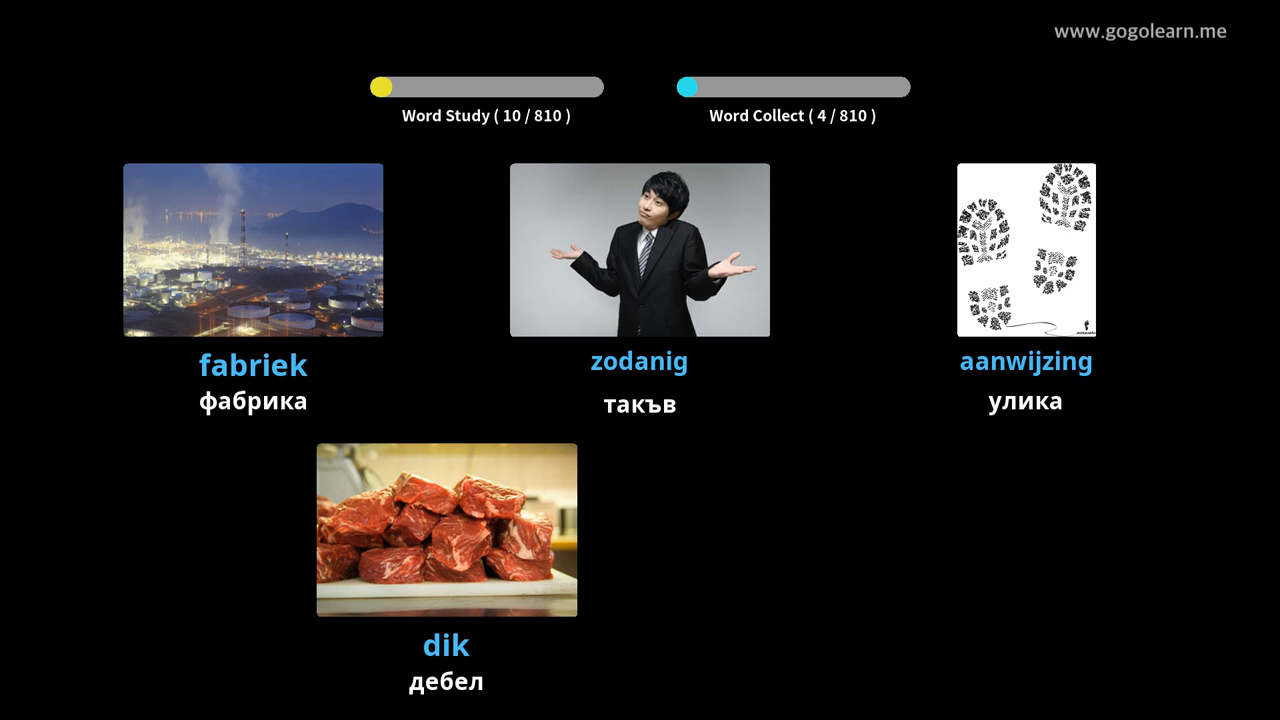 www.gogolearn.me
Word Study ( 10 / 810 )
Word Collect ( 4 / 810 )
fabriek
фабрика
zodanig
такъв
aanwijzing
улика
dik
дебел